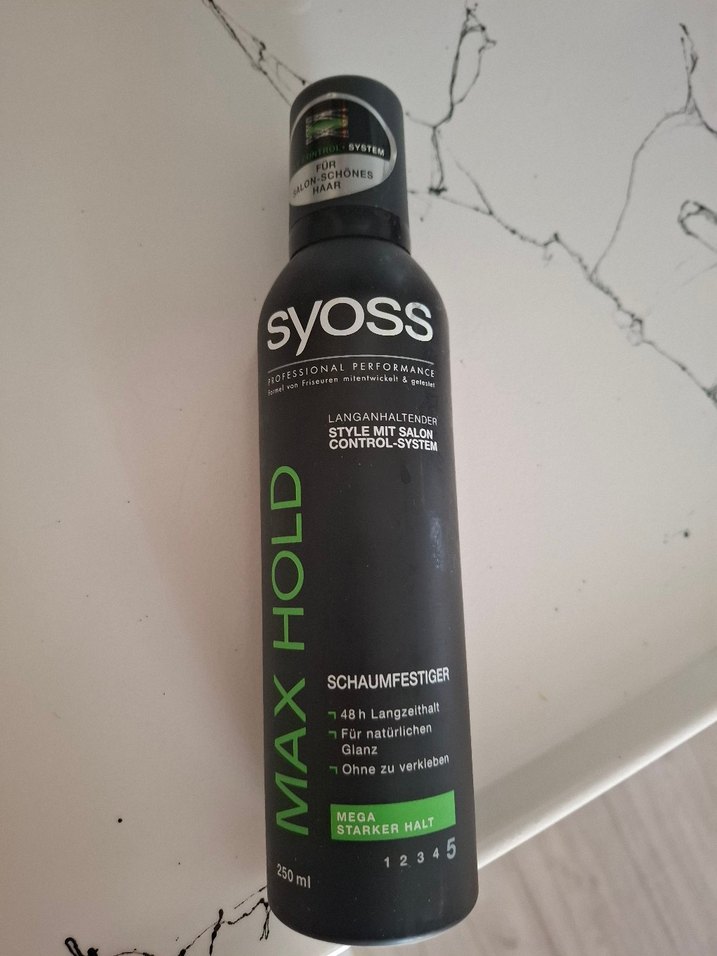 CONTROL-SYSTEM
FÜR
SALON-SCHÖNES
HAAR
syoss
PROFESSIONAL PERFORMANCE
Formel von Friseuren mitentwickelt & getestet
LANGANHALTENDER
STYLE MIT SALON
CONTROL-SYSTEM
MAX HOLD
SCHAUMFESTIGER
48 h Langzeithalt
Für natürlichen
Glanz
Ohne zu verkleben
MEGA
STARKER HALT
1 2 3 4 5
250 ml